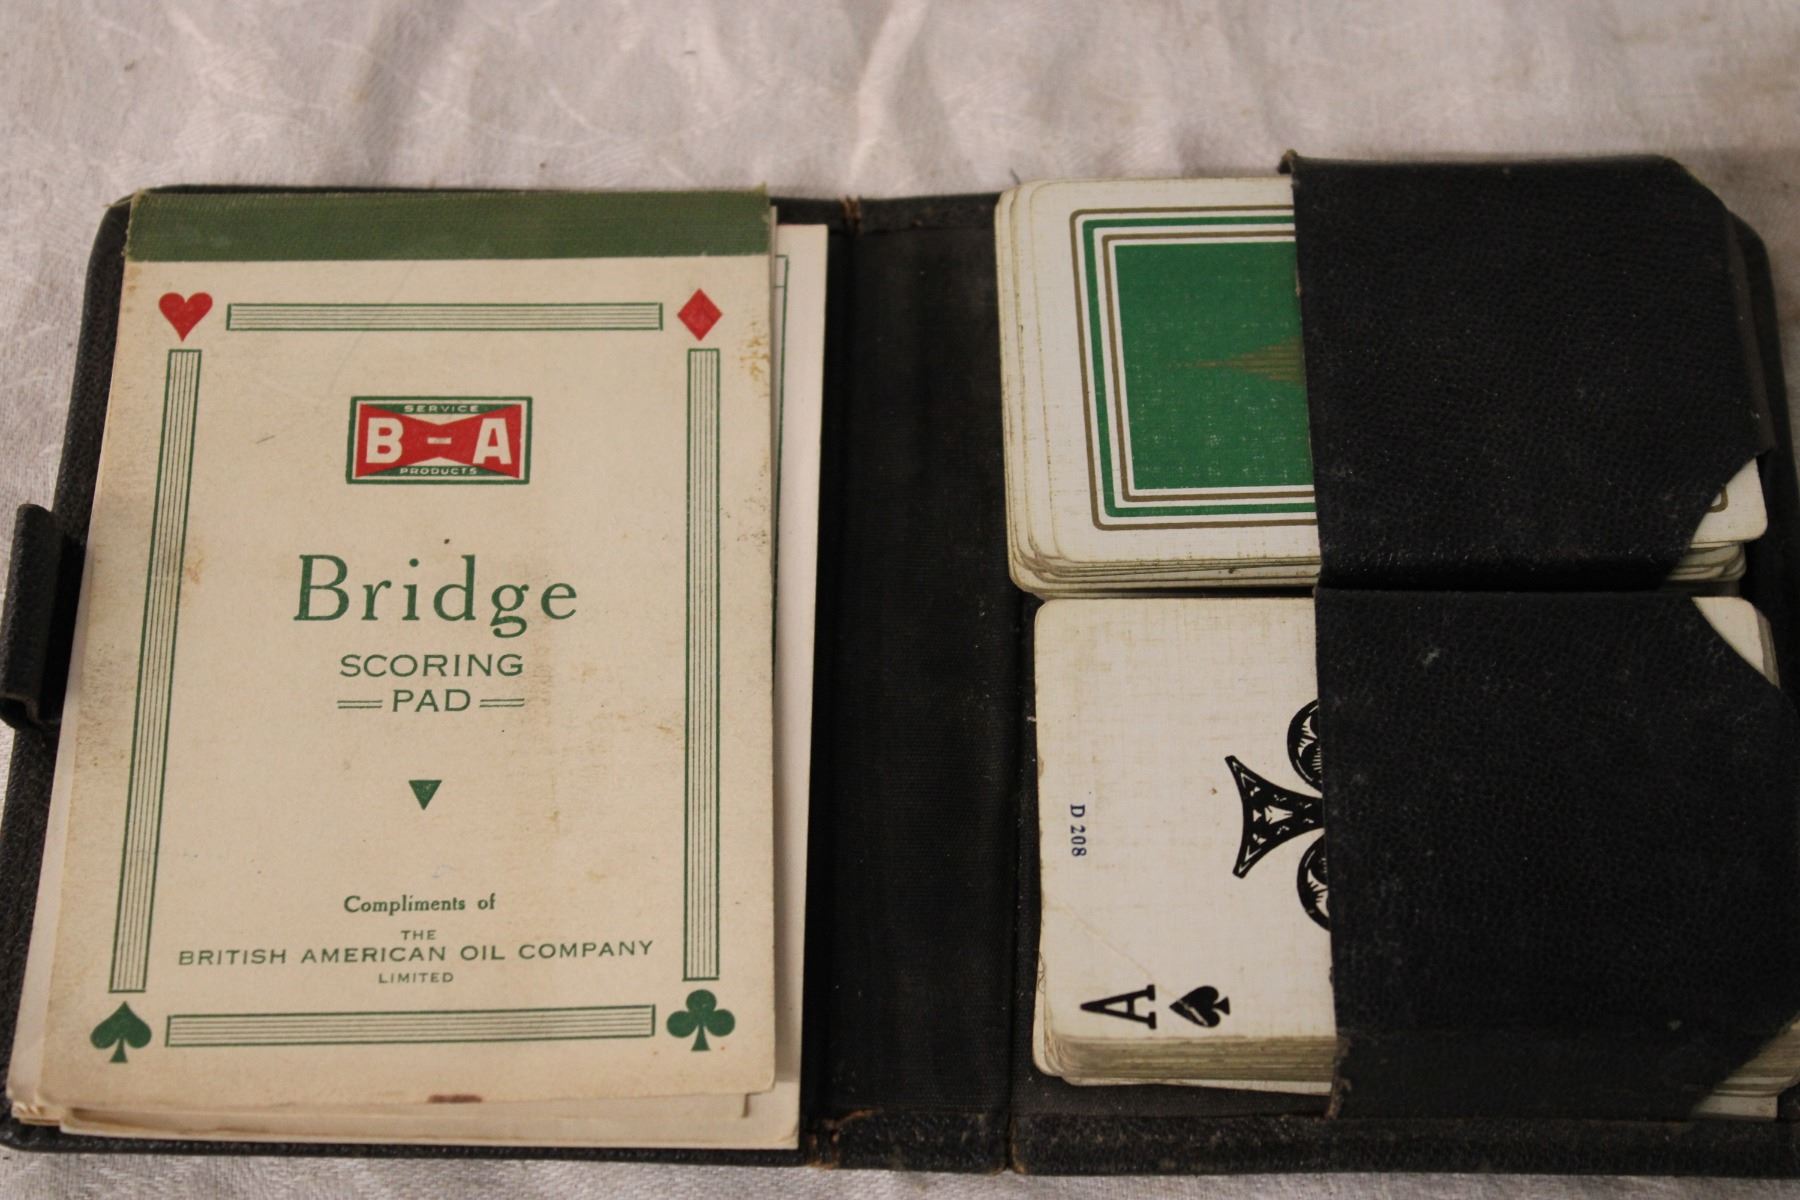 SERVICE
B-A
PRODUCTS
Bridge
SCORING
PAD
Compliments of
THE
BRITISH AMERICAN OIL COMPANY
LIMITED
D 208
A